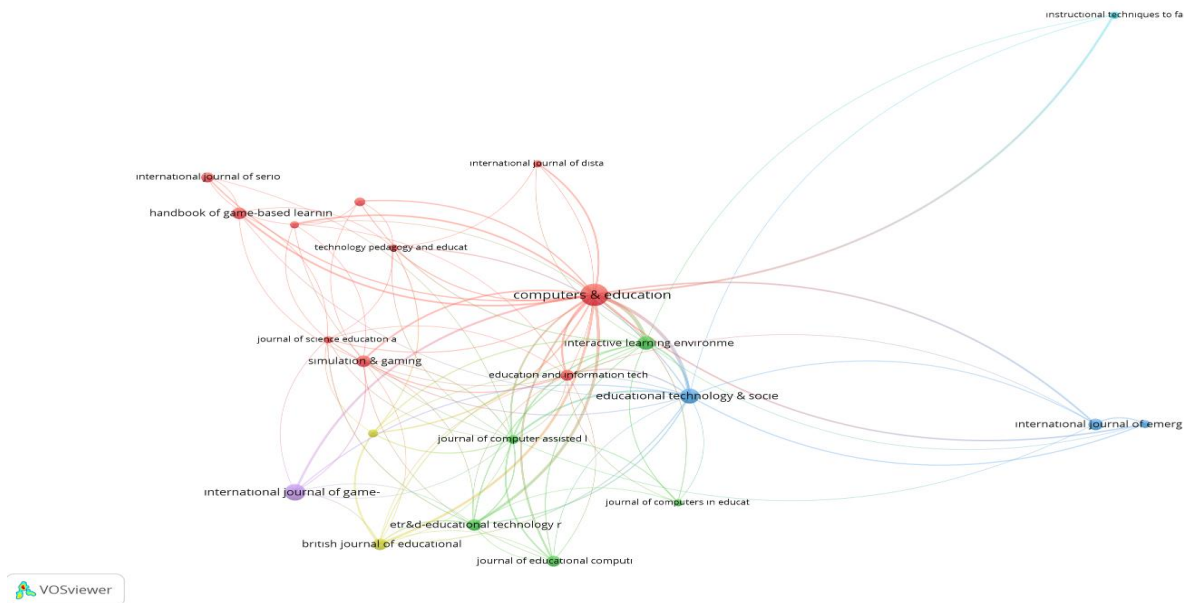 instructional techniques to fa
international journal of dista
international journal of serio
handbook of game-based learnin
technology pedagogy and educat
computers & education
journal of science education a
interactive learning environme
simulation & gaming
education and information tech
educational technology & socie
international journal of emerg
journal of computer assisted l
international journal of game-
journal of computers in educat
etr&d-educational technology r
british journal of educational
journal of educational computi
VOSviewer